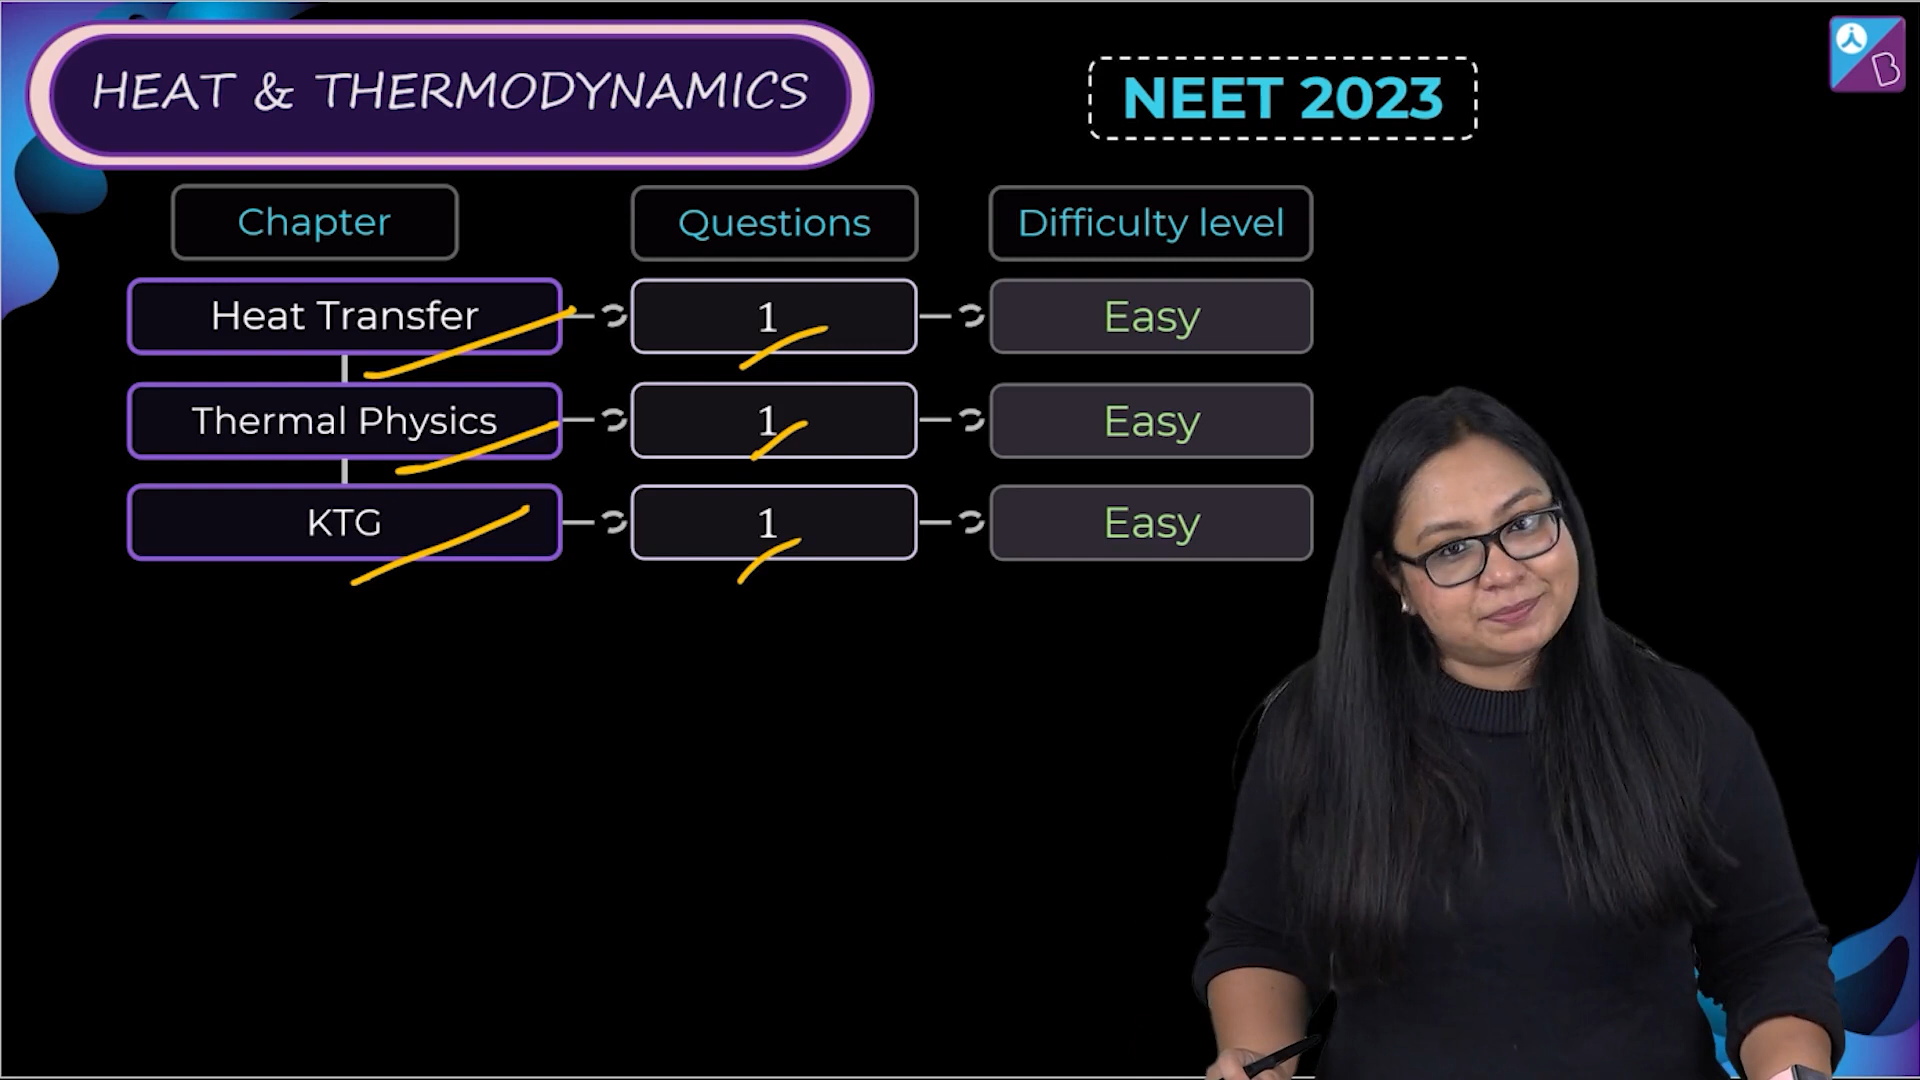 HEAT & THERMODYNAMICS
NEET 2023
Chapter Questions Difficulty level
Heat Transfer 1 Easy
Thermal Physics 1 Easy
KTG 1 Easy
B